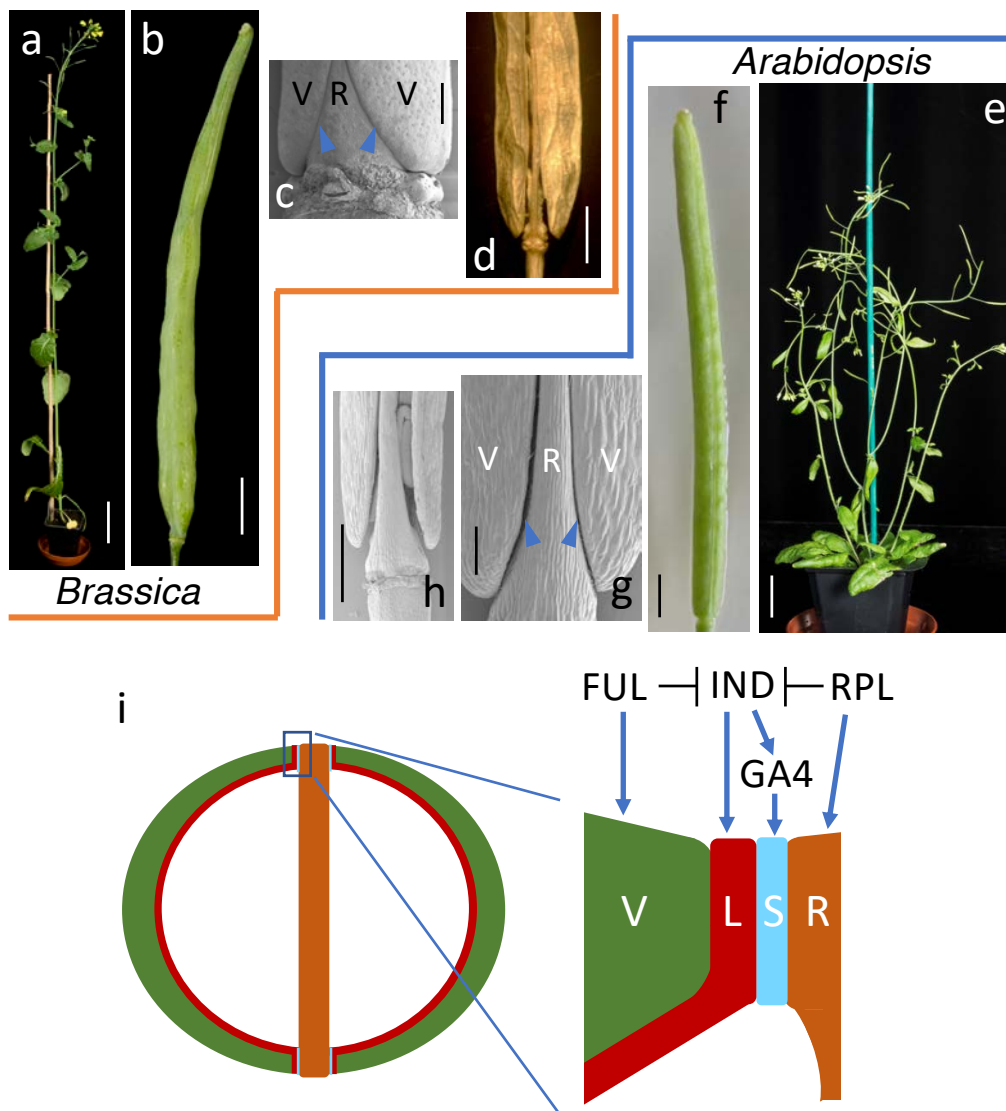 a
b
V R V
c
d
Brassica
Arabidopsis
f
e
V R V
h
g
i
FUL IND RPL
GA4
V L S R